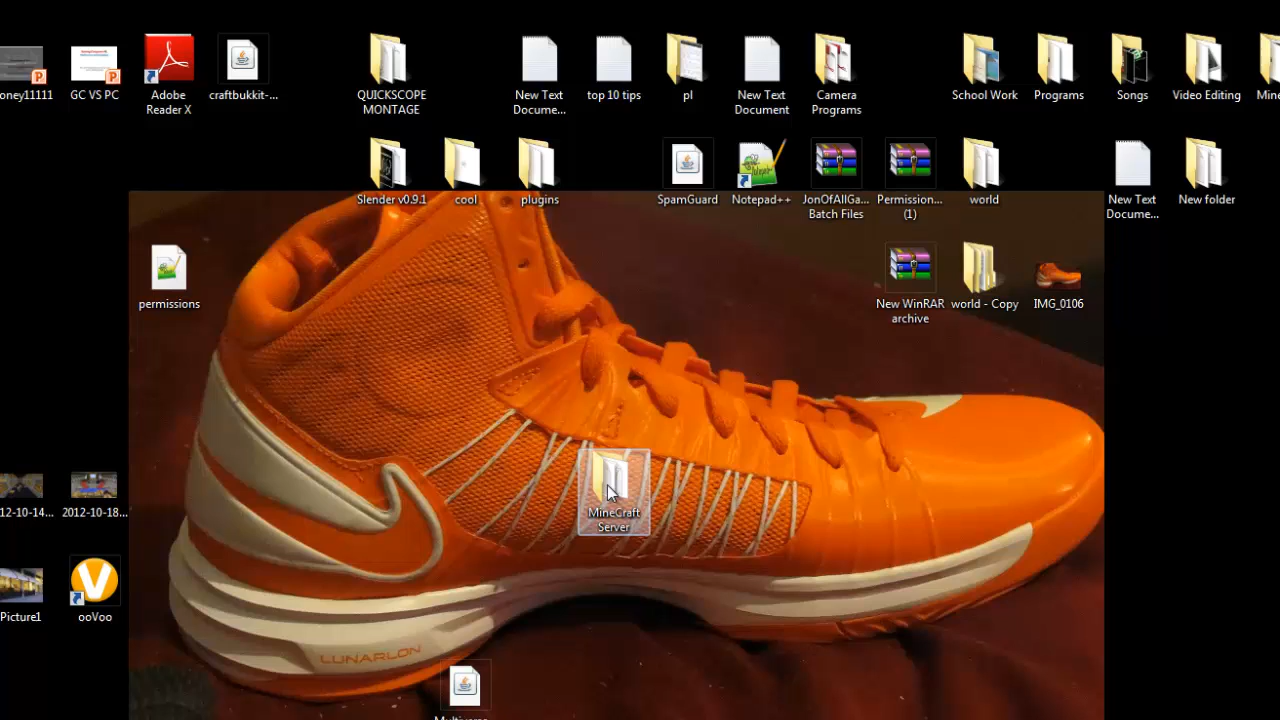 oney11111
GC VS PC
Adobe
Reader X
craftbukkit-...
QUICKSCOPE
MONTAGE
New Text
Docume...
top 10 tips
pl
New Text
Document
Camera
Programs
School Work
Programs
Songs
Video Editing
Mine
Slender v0.9.1
cool
plugins
SpamGuard
Notepad++
JonOfAllGa...
Batch Files
Permission...
(1)
world
New Text
Docume...
New folder
permissions
New WinRAR
archive
world - Copy
IMG_0106
MineCraft
Server
12-10-14...
2012-10-18...
Picture1
V
ooVoo
LUNARLON